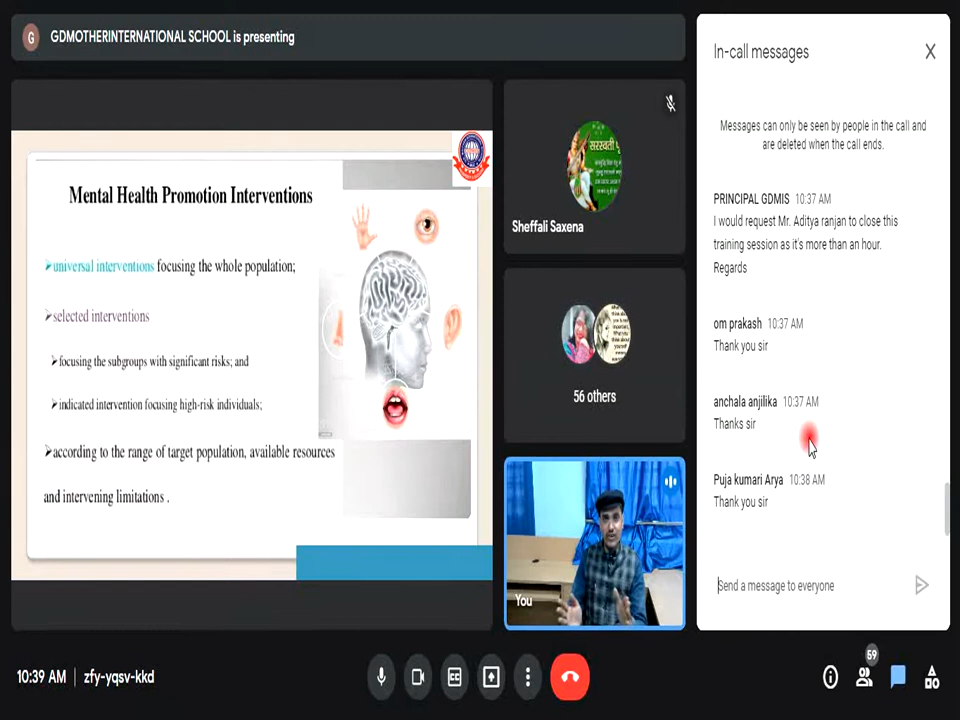 G
GDMOTHERINTERNATIONAL SCHOOL is presenting
Mental Health Promotion Interventions
universal interventions focusing the whole population;
selected interventions
focusing the subgroups with significant risks; and
indicated intervention focusing high-risk individuals;
according to the range of target population, available resources
and intervening limitations .
सरस्वती
Sheffali Saxena
56 others
You
In-call messages
Messages can only be seen by people in the call and
are deleted when the call ends.
PRINCIPAL GDMIS 10:37 AM
I would request Mr. Aditya ranjan to close this
training session as it's more than an hour.
Regards
om prakash 10:37 AM
Thank you sir
anchala anjilika 10:37 AM
Thanks sir
Puja kumari Arya 10:38 AM
Thank you sir
Send a message to everyone
10:39 AM | zfy-yqsv-kkd
CC
59